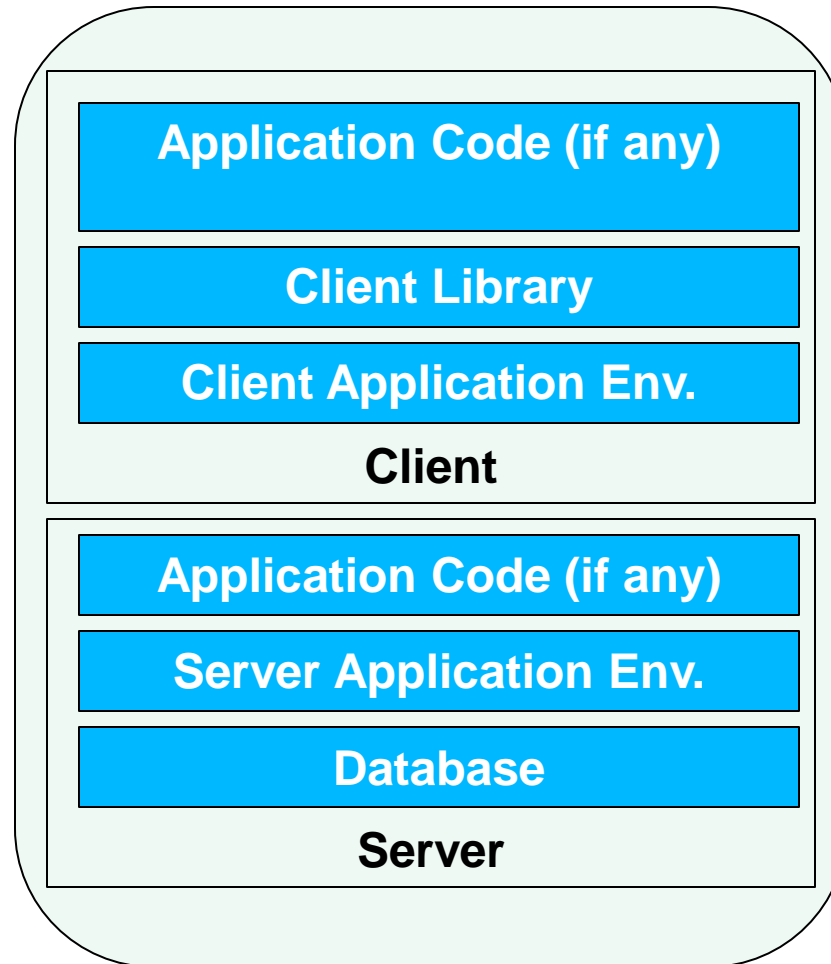 Application Code (if any)
Client Library
Client Application Env.
Client
Application Code (if any)
Server Application Env.
Database
Server